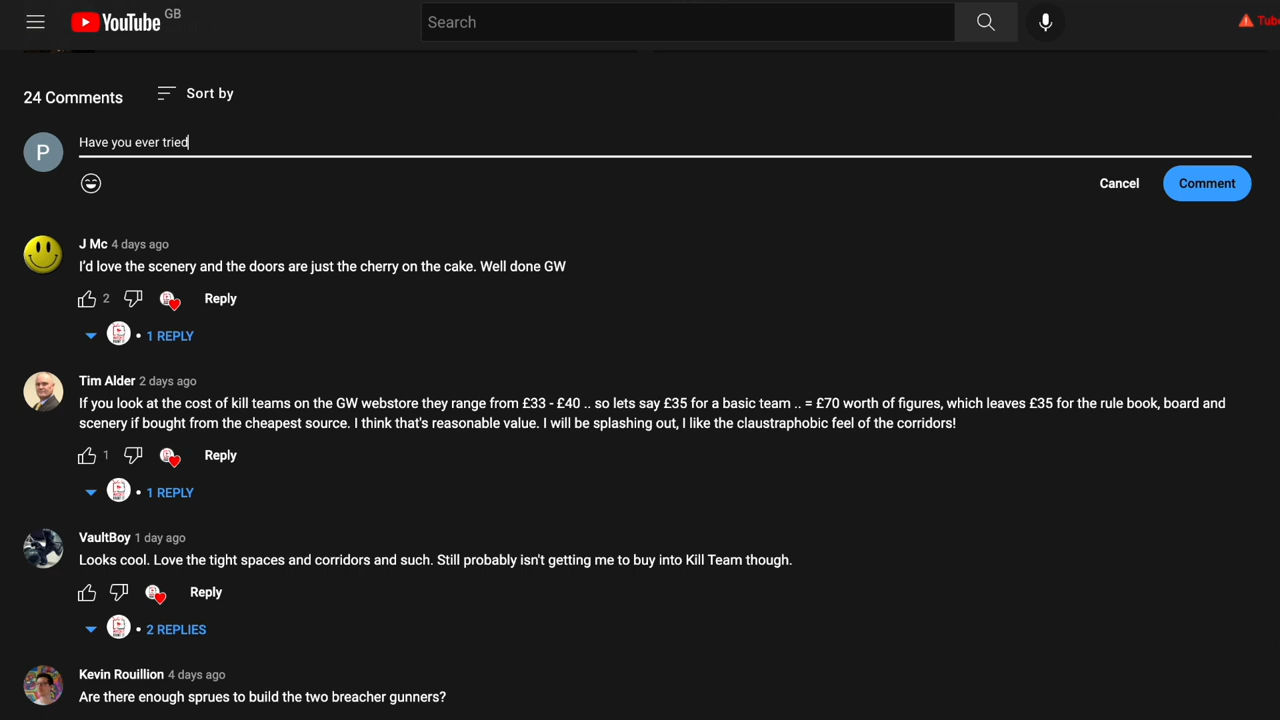 YouTube GB
Search
Tube
24 Comments
Sort by
P
Have you ever tried
Cancel
Comment
J Mc 4 days ago
I'd love the scenery and the doors are just the cherry on the cake. Well done GW
2
Reply
1 REPLY
Tim Alder 2 days ago
If you look at the cost of kill teams on the GW webstore they range from £33 - £40 .. so lets say £35 for a basic team .. = £70 worth of figures, which leaves £35 for the rule book, board and
scenery if bought from the cheapest source. I think that's reasonable value. I will be splashing out, I like the claustraphobic feel of the corridors!
1
Reply
1 REPLY
VaultBoy 1 day ago
Looks cool. Love the tight spaces and corridors and such. Still probably isn't getting me to buy into Kill Team though.
Reply
2 REPLIES
Kevin Rouillion 4 days ago
Are there enough sprues to build the two breacher gunners?